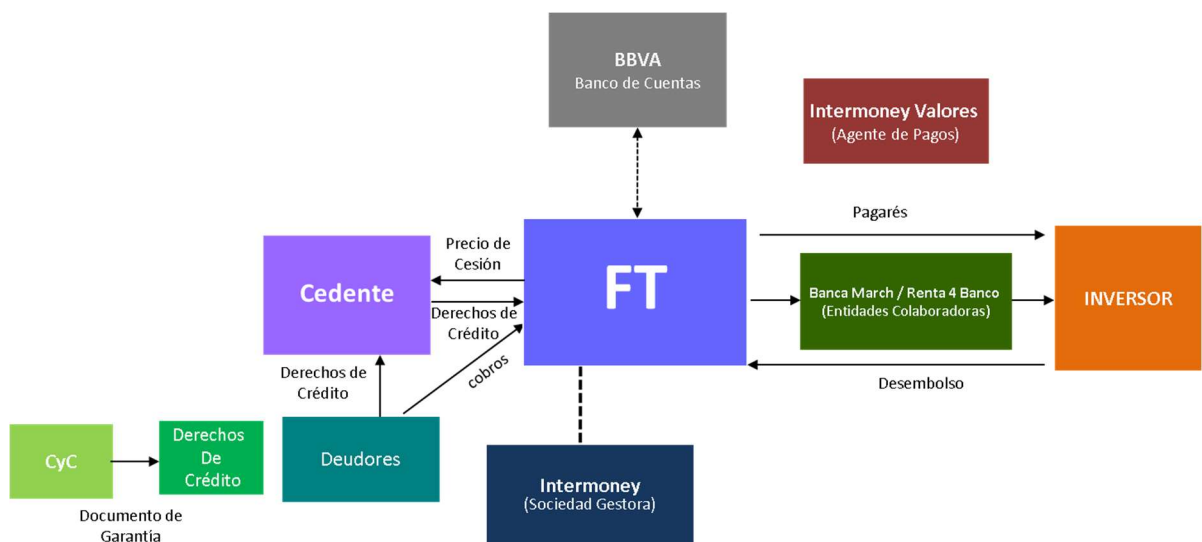 BBVA
Banco de Cuentas
Intermoney Valores
(Agente de Pagos)
Pagarés
Precio de
Cesión
FT
Cedente
Banca March / Renta 4 Banco
(Entidades Colaboradoras)
INVERSOR
Derechos de
Crédito
cobros
Derechos de
Crédito
Desembolso
CyC
Derechos
De
Crédito
Deudores
Intermoney
(Sociedad Gestora)
Documento de
Garantía